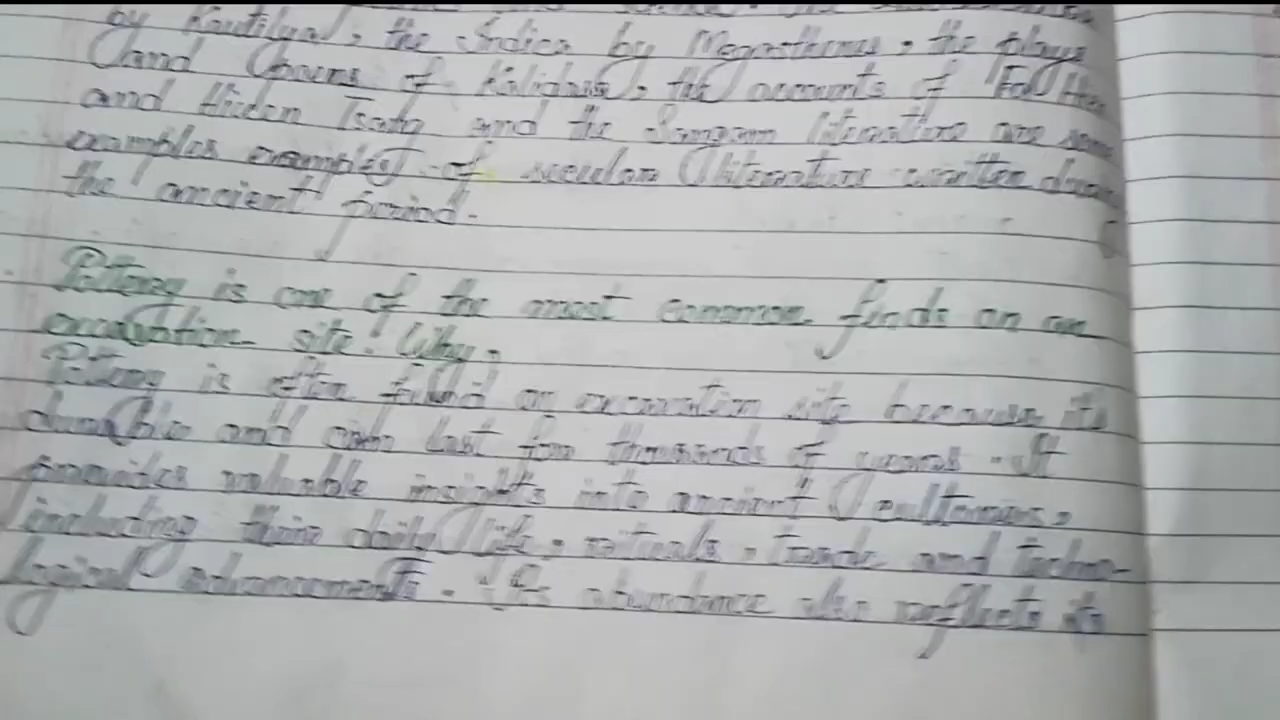 by Kautilya, the Indica by Megasthenes, the plays
and Poems of Kalidasa, the accounts of Fa Hien
and Hiuen Tsang and the Sangam literature are some
examples examples of secular literature written during
the ancient period.
Pottery is one of the most common finds on an
excavation site! Why.
Pottery is often found on excavation site because its
durable and can last for thousands of years. It
provides valuable insights into ancient cultures,
including their daily life, rituals, trade and techno-
logical advancements. Its abundance also reflects its